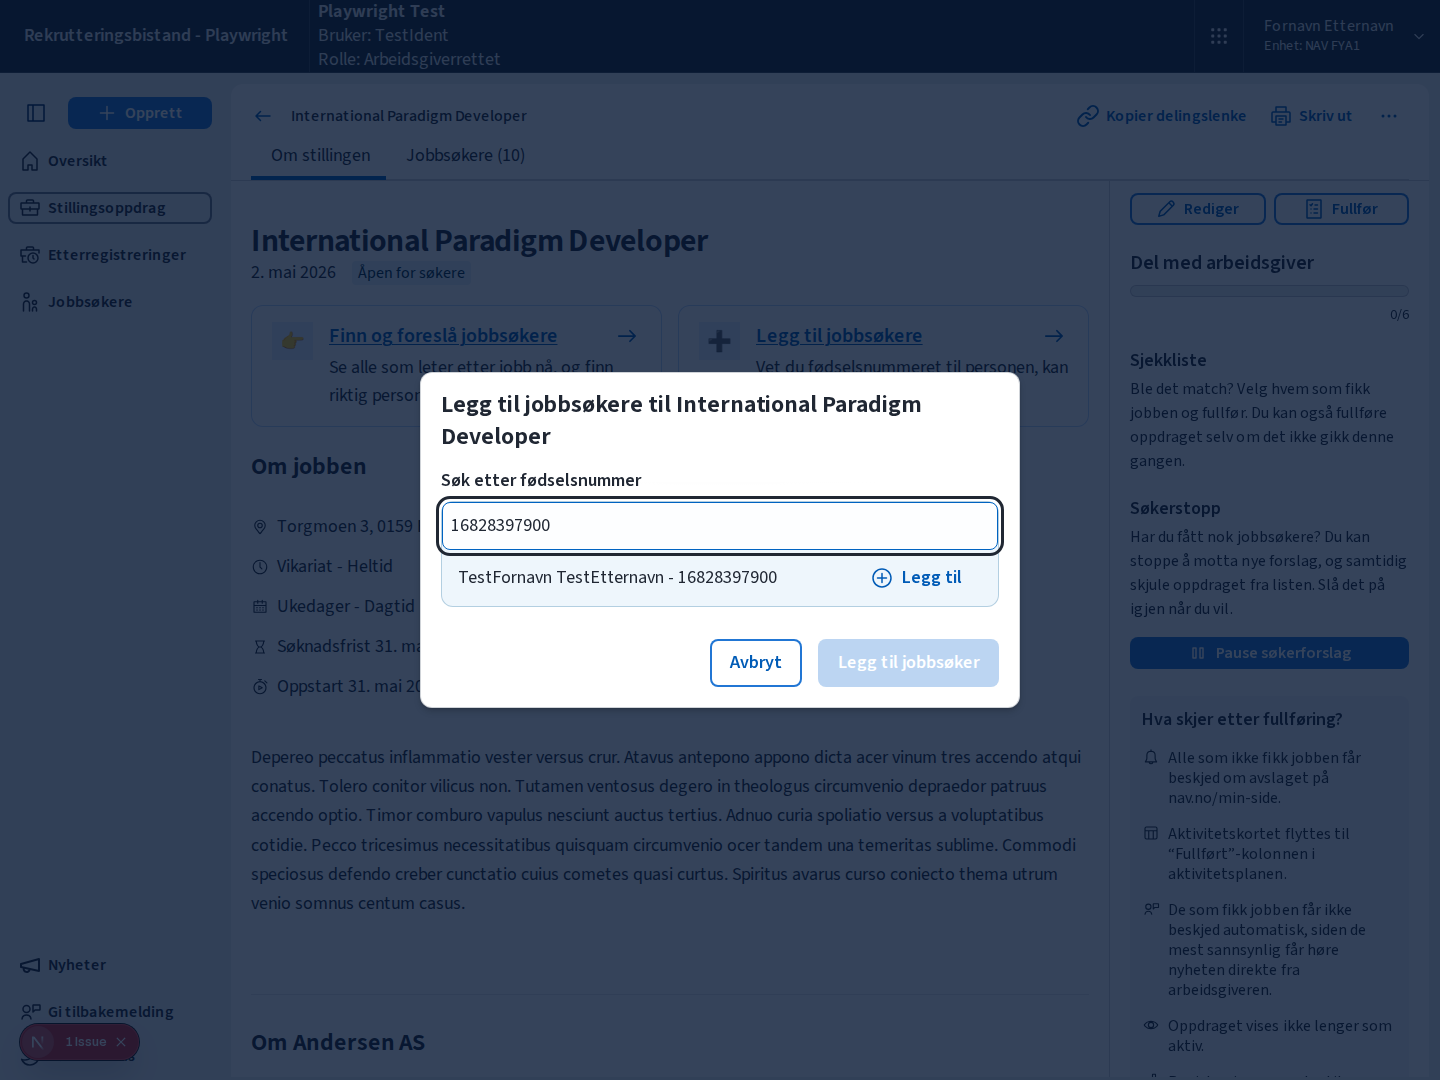 Rekrutteringsbistand - Playwright
Playwright Test
Bruker: TestIdent
Rolle: Arbeidsgiverrettet
Fornavn Etternavn
Enhet: NAV FYA1
Opprett
Oversikt
Stillingsoppdrag
Etterregistreringer
Jobbsøkere
International Paradigm Developer
Kopier delingslenke
Skriv ut
Om stillingen
Jobbsøkere (10)
International Paradigm Developer
2. mai 2026
Åpen for søkere
Finn og foreslå jobbsøkere
Se alle som leter etter jobb nå, og finn
riktig
Legg til jobbsøkere
Vet du fødselsnummeret til personen, kan
Om jobben
Torgmoen 3, 0159
Vikariat - Heltid
Ukedager - Dagtid
Søknadsfrist 31.
Oppstart 31. mai
Legg til jobbsøkere til International Paradigm
Developer
Søk etter fødselsnummer
16828397900
TestFornavn TestEtternavn - 16828397900
Legg til
Avbryt
Legg til jobbsøker
Depereo peccatus inflammatio vester versus crur. Atavus antepono appono dicta acer vinum tres accendo atqui
conatus. Tolero conitor vilicus non. Tutamen ventosus degero in theologus circumvenio depraedor patruus
accendo optio. Timor comburo vapulus nesciunt auctus tertius. Adnuo curia spoliatio versus a voluptatibus
cotidie. Pecco tricesimus necessitatibus quisquam circumvenio ocer tandem una temeritas sublime. Commodi
speciosus defendo creber cunctatio cuius cometes quasi curtus. Spiritus avarus curso coniecto thema utrum
venio somnus centum casus.
Om Andersen AS
Rediger
Fullfør
Del med arbeidsgiver
0/6
Sjekkliste
Ble det match? Velg hvem som fikk
jobben og fullfør. Du kan også fullføre
oppdraget selv om det ikke gikk denne
gangen.
Søkerstopp
Har du fått nok jobbsøkere? Du kan
stoppe å motta nye forslag, og samtidig
skjule oppdraget fra listen. Slå det på
igjen når du vil.
Pause søkerforslag
Hva skjer etter fullføring?
Alle som ikke fikk jobben får
beskjed om avslaget på
nav.no/min-side.
Aktivitetskortet flyttes til
“Fullført”-kolonnen i
aktivitetsplanen.
De som fikk jobben får ikke
beskjed automatisk, siden de
mest sannsynlig får høre
nyheten direkte fra
arbeidsgiveren.
Oppdraget vises ikke lenger som
aktiv.
Nyheter
Gi tilbakemelding
1 Issue